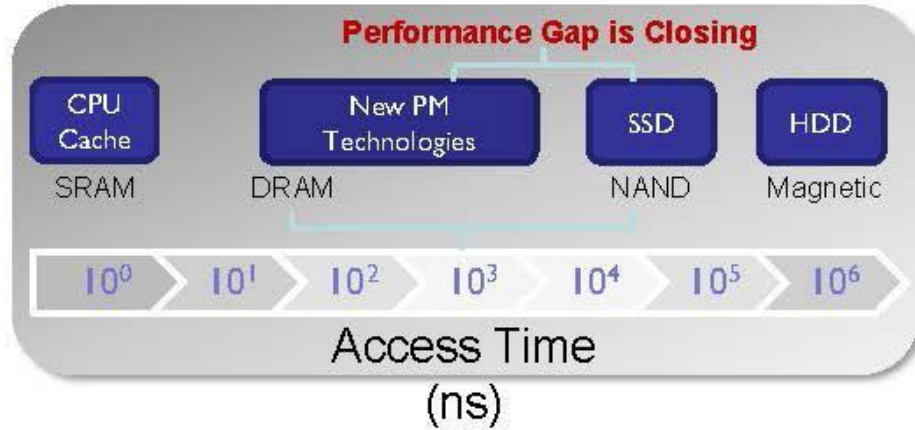 Performance Gap is Closing
CPU
Cache
New PM
Technologies
SSD
HDD
SRAM
DRAM
NAND
Magnetic
10⁰ 10¹ 10² 10³ 10⁴ 10⁵ 10⁶
Access Time
(ns)